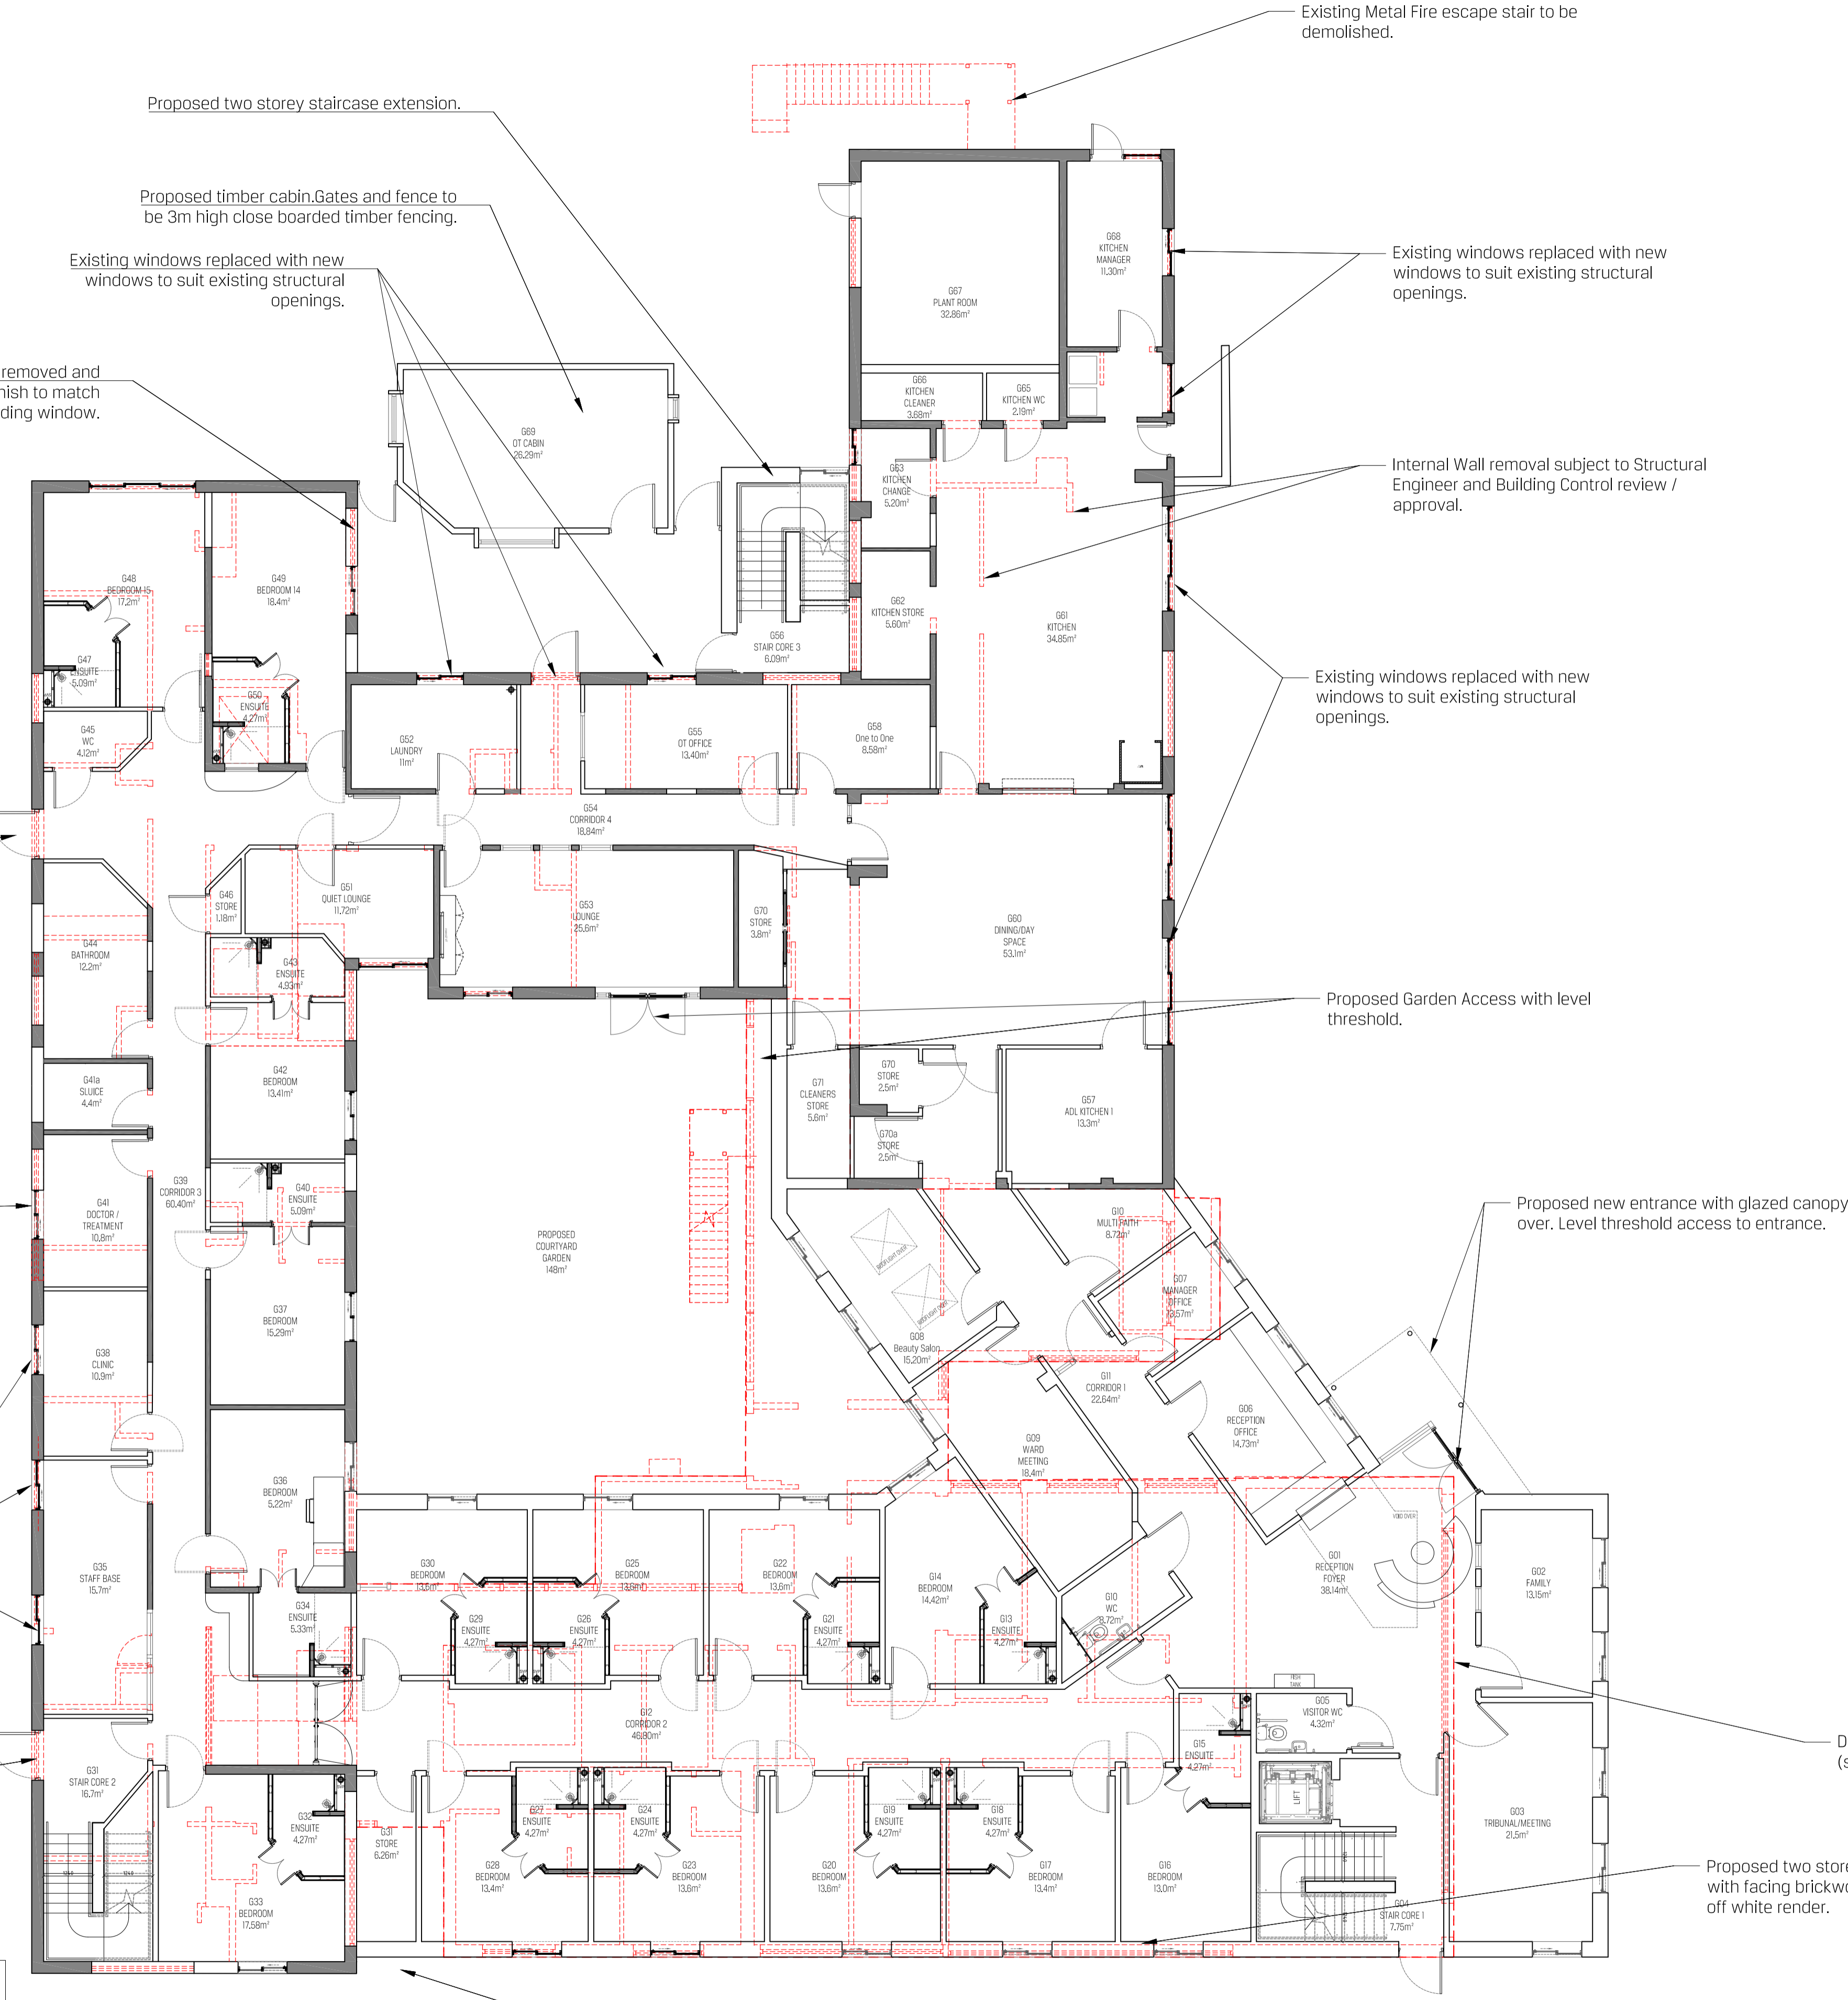 Existing Metal Fire escape stair to be
demolished.
Proposed two storey staircase extension.
Proposed timber cabin.Gates and fence to
be 3m high close boarded timber fencing.
Existing windows replaced with new
windows to suit existing structural
openings.
Existing windows replaced with new
windows to suit existing structural
openings.
removed and
nish to match
ding window.
Internal Wall removal subject to Structural
Engineer and Building Control review /
approval.
Existing windows replaced with new
windows to suit existing structural
openings.
Proposed Garden Access with level
threshold.
Proposed new entrance with glazed canopy
over. Level threshold access to entrance.
D
(s
Proposed two store
with facing brickwo
off white render.
G67
PLANT ROOM
32.86m²
G68
KITCHEN
MANAGER
11.30m²
G66
KITCHEN
CLEANER
3.68m²
G65
KITCHEN WC
2.19m²
G69
OT CABIN
26.29m²
G63
KITCHEN
CHANGE
5.20m²
G62
KITCHEN STORE
5.60m²
G61
KITCHEN
34.85m²
G56
STAIR CORE 3
6.09m²
G48
BEDROOM 15
17.2m²
G49
BEDROOM 14
18.4m²
G47
ENSUITE
5.09m²
G50
ENSUITE
4.27m²
G45
WC
4.12m²
G52
LAUNDRY
11m²
G55
OT OFFICE
13.40m²
G58
One to One
8.58m²
G54
CORRIDOR 4
18.84m²
G46
STORE
1.18m²
G51
QUIET LOUNGE
11.72m²
G53
LOUNGE
25.6m²
G70
STORE
3.8m²
G60
DINING/DAY
SPACE
53.1m²
G44
BATHROOM
12.2m²
G43
ENSUITE
4.93m²
G42
BEDROOM
13.41m²
G41a
SLUICE
4.4m²
G71
CLEANERS
STORE
5.6m²
G70
STORE
2.5m²
G70a
STORE
2.5m²
G57
ADL KITCHEN 1
13.3m²
G39
CORRIDOR 3
60.40m²
G40
ENSUITE
5.09m²
G41
DOCTOR /
TREATMENT
10.8m²
PROPOSED
COURTYARD
GARDEN
148m²
ROOFLIGHT OVER
ROOFLIGHT OVER
G10
MULTI FAITH
8.72m²
G07
MANAGER
OFFICE
13.57m²
G08
Beauty Salon
15.20m²
G37
BEDROOM
15.29m²
G38
CLINIC
10.9m²
G11
CORRIDOR 1
22.64m²
G06
RECEPTION
OFFICE
14.73m²
G09
WARD
MEETING
18.4m²
G36
BEDROOM
5.22m²
G35
STAFF BASE
15.7m²
VOID OVER
G01
RECEPTION
FOYER
38.14m²
G02
FAMILY
13.15m²
G30
BEDROOM
13.6m²
G25
BEDROOM
13.6m²
G22
BEDROOM
13.6m²
G14
BEDROOM
14.42m²
G34
ENSUITE
5.33m²
G29
ENSUITE
4.27m²
G26
ENSUITE
4.27m²
G21
ENSUITE
4.27m²
G13
ENSUITE
4.27m²
G10
WC
8.72m²
FISH
TANK
G05
VISITOR WC
4.32m²
G12
CORRIDOR 2
46.80m²
G15
ENSUITE
4.27m²
LIFT
G31
STAIR CORE 2
16.7m²
G32
ENSUITE
4.27m²
G33
BEDROOM
17.58m²
G31
STORE
6.26m²
G27
ENSUITE
4.27m²
G24
ENSUITE
4.27m²
G19
ENSUITE
4.27m²
G18
ENSUITE
4.27m²
G28
BEDROOM
13.4m²
G23
BEDROOM
13.6m²
G20
BEDROOM
13.6m²
G17
BEDROOM
13.4m²
G16
BEDROOM
13.0m²
G03
TRIBUNAL/MEETING
21.5m²
G04
STAIR CORE 1
7.75m²
1240
1240